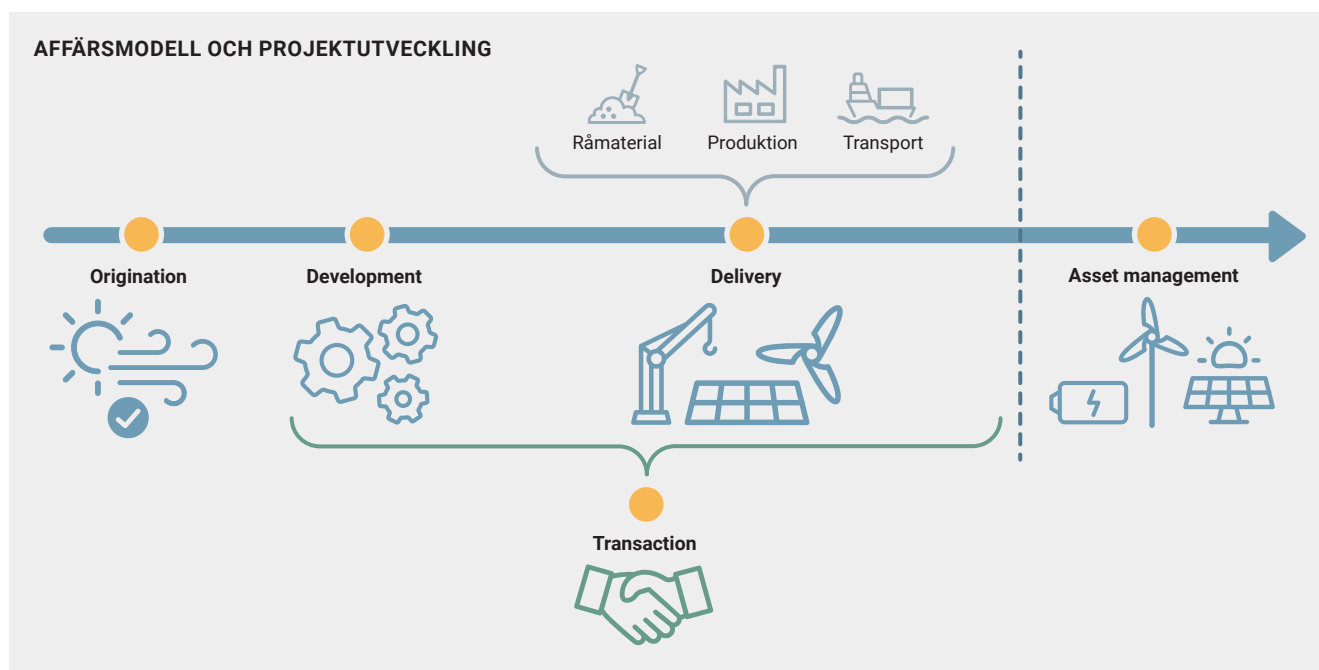 AFFÄRSMODELL OCH PROJEKTUTVECKLING
Råmaterial
Produktion
Transport
Origination
Development
Delivery
Asset management
Transaction